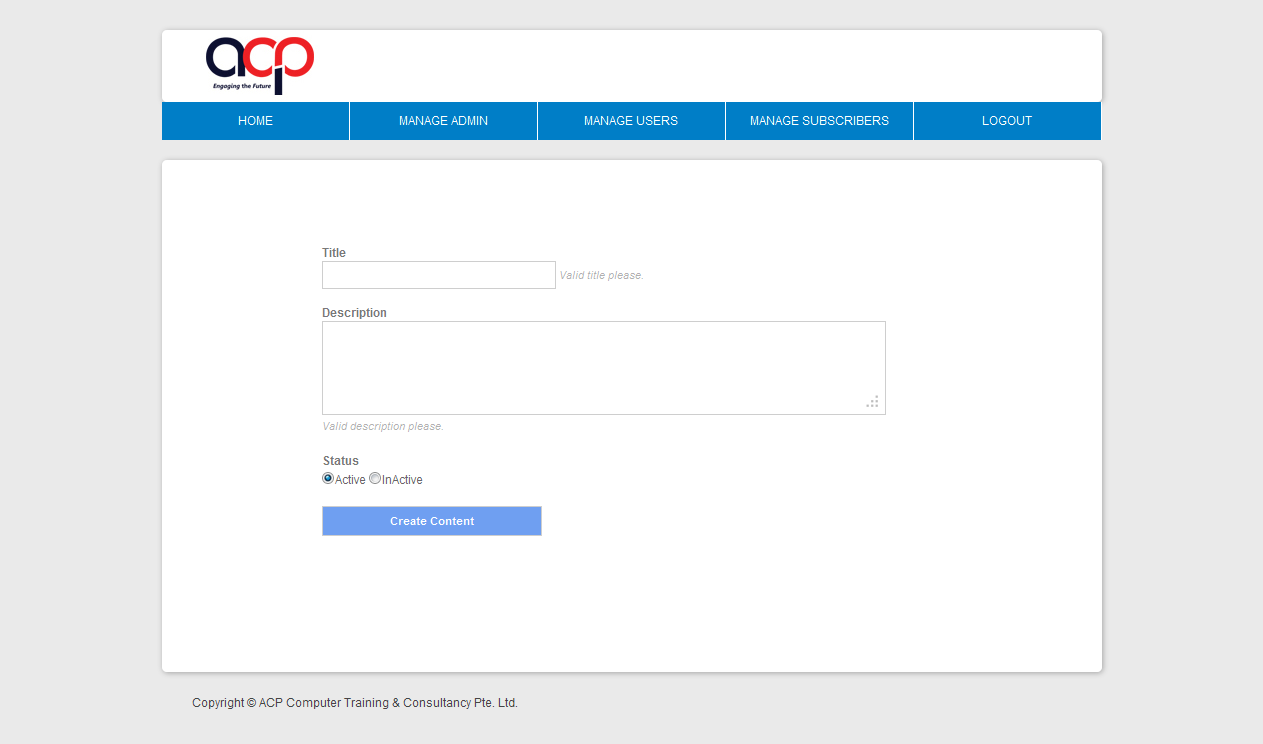 acp
Engaging the Future
HOME MANAGE ADMIN MANAGE USERS MANAGE SUBSCRIBERS LOGOUT
Title
Valid title please.
Description
Valid description please.
Status
Active InActive
Create Content
Copyright © ACP Computer Training & Consultancy Pte. Ltd.